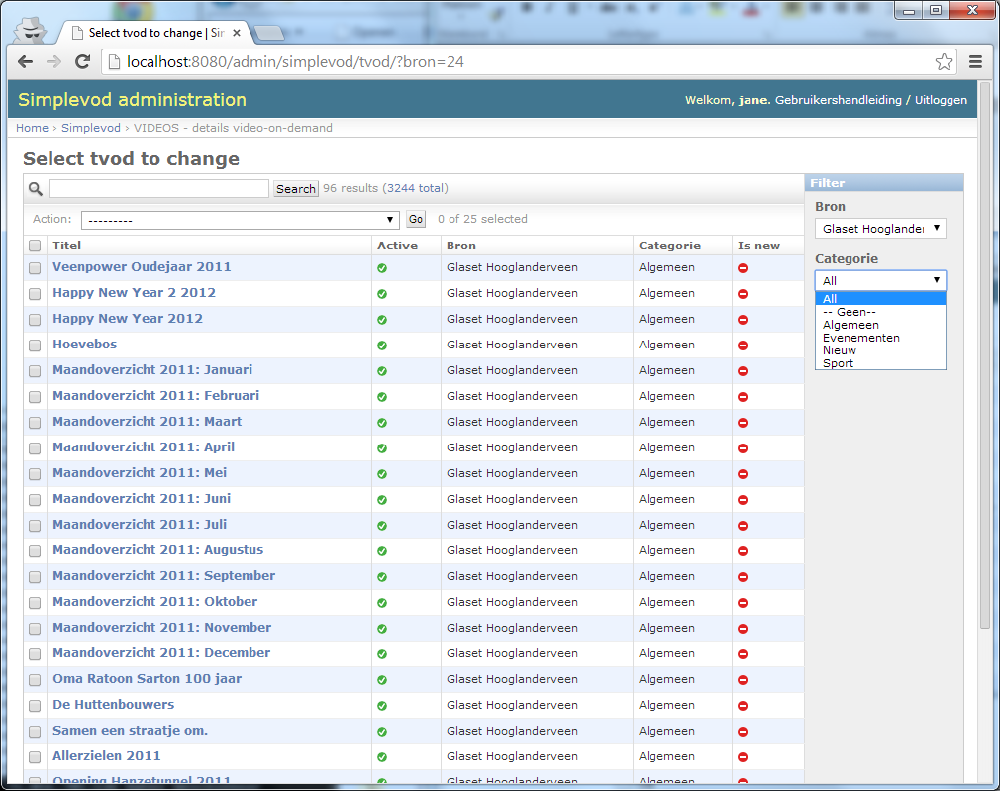 Select tvod to change | Sir
localhost:8080/admin/simplevod/tvod/?bron=24
Simplevod administration
Welkom, jane. Gebruikershandleiding / Uitloggen
Home › Simplevod › VIDEOS - details video-on-demand
Select tvod to change
Search 96 results (3244 total)
Action: --------- Go 0 of 25 selected
Titel Active Bron Categorie Is new
Veenpower Oudejaar 2011 Glaset Hooglanderveen Algemeen
Happy New Year 2 2012 Glaset Hooglanderveen Algemeen
Happy New Year 2012 Glaset Hooglanderveen Algemeen
Hoevebos Glaset Hooglanderveen Algemeen
Maandoverzicht 2011: Januari Glaset Hooglanderveen Algemeen
Maandoverzicht 2011: Februari Glaset Hooglanderveen Algemeen
Maandoverzicht 2011: Maart Glaset Hooglanderveen Algemeen
Maandoverzicht 2011: April Glaset Hooglanderveen Algemeen
Maandoverzicht 2011: Mei Glaset Hooglanderveen Algemeen
Maandoverzicht 2011: Juni Glaset Hooglanderveen Algemeen
Maandoverzicht 2011: Juli Glaset Hooglanderveen Algemeen
Maandoverzicht 2011: Augustus Glaset Hooglanderveen Algemeen
Maandoverzicht 2011: September Glaset Hooglanderveen Algemeen
Maandoverzicht 2011: Oktober Glaset Hooglanderveen Algemeen
Maandoverzicht 2011: November Glaset Hooglanderveen Algemeen
Maandoverzicht 2011: December Glaset Hooglanderveen Algemeen
Oma Ratoon Sarton 100 jaar Glaset Hooglanderveen Algemeen
De Huttenbouwers Glaset Hooglanderveen Algemeen
Samen een straatje om. Glaset Hooglanderveen Algemeen
Allerzielen 2011 Glaset Hooglanderveen Algemeen
Opening Hanzetunnel 2011 Glaset Hooglanderveen Algemeen
Filter
Bron
Glaset Hooglander
Categorie
All
All
-- Geen--
Algemeen
Evenementen
Nieuw
Sport